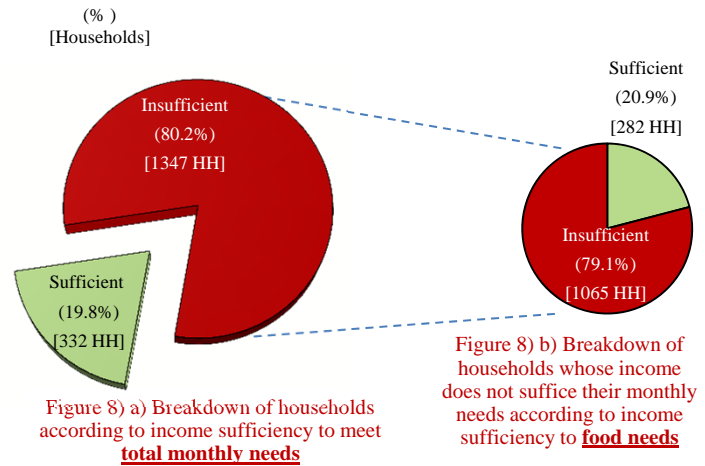 (% )
[Households]
Insufficient
(80.2%)
[1347 HH]
Sufficient
(19.8%)
[332 HH]
Figure 8) a) Breakdown of households
according to income sufficiency to meet
total monthly needs
Sufficient
(20.9%)
[282 HH]
Insufficient
(79.1%)
[1065 HH]
Figure 8) b) Breakdown of
households whose income
does not suffice their monthly
needs according to income
sufficiency to food needs